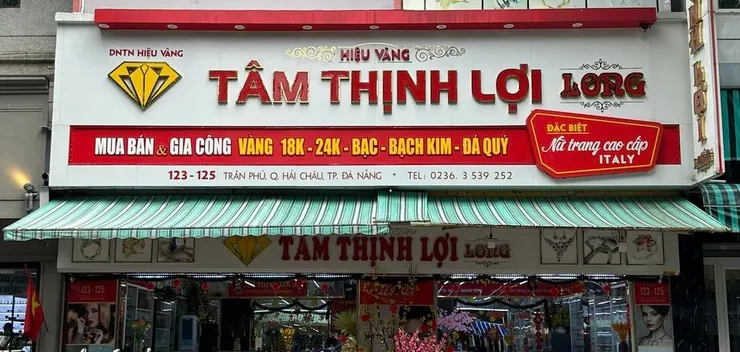 DNTN HIỆU VÀNG
HIỆU VÀNG
TÂM THỊNH LỢI LONG
MUA BÁN & GIA CÔNG VÀNG 18K - 24K - BẠC - BẠCH KIM - ĐÁ QUÝ
ĐẶC BIỆT
Nữ trang cao cấp
ITALY
123 - 125 TRẦN PHÚ, Q. HẢI CHÂU, TP. ĐÀ NẴNG * TEL: 0236. 3 539 252
TÂM THỊNH LỢI LONG
123-125
123-125